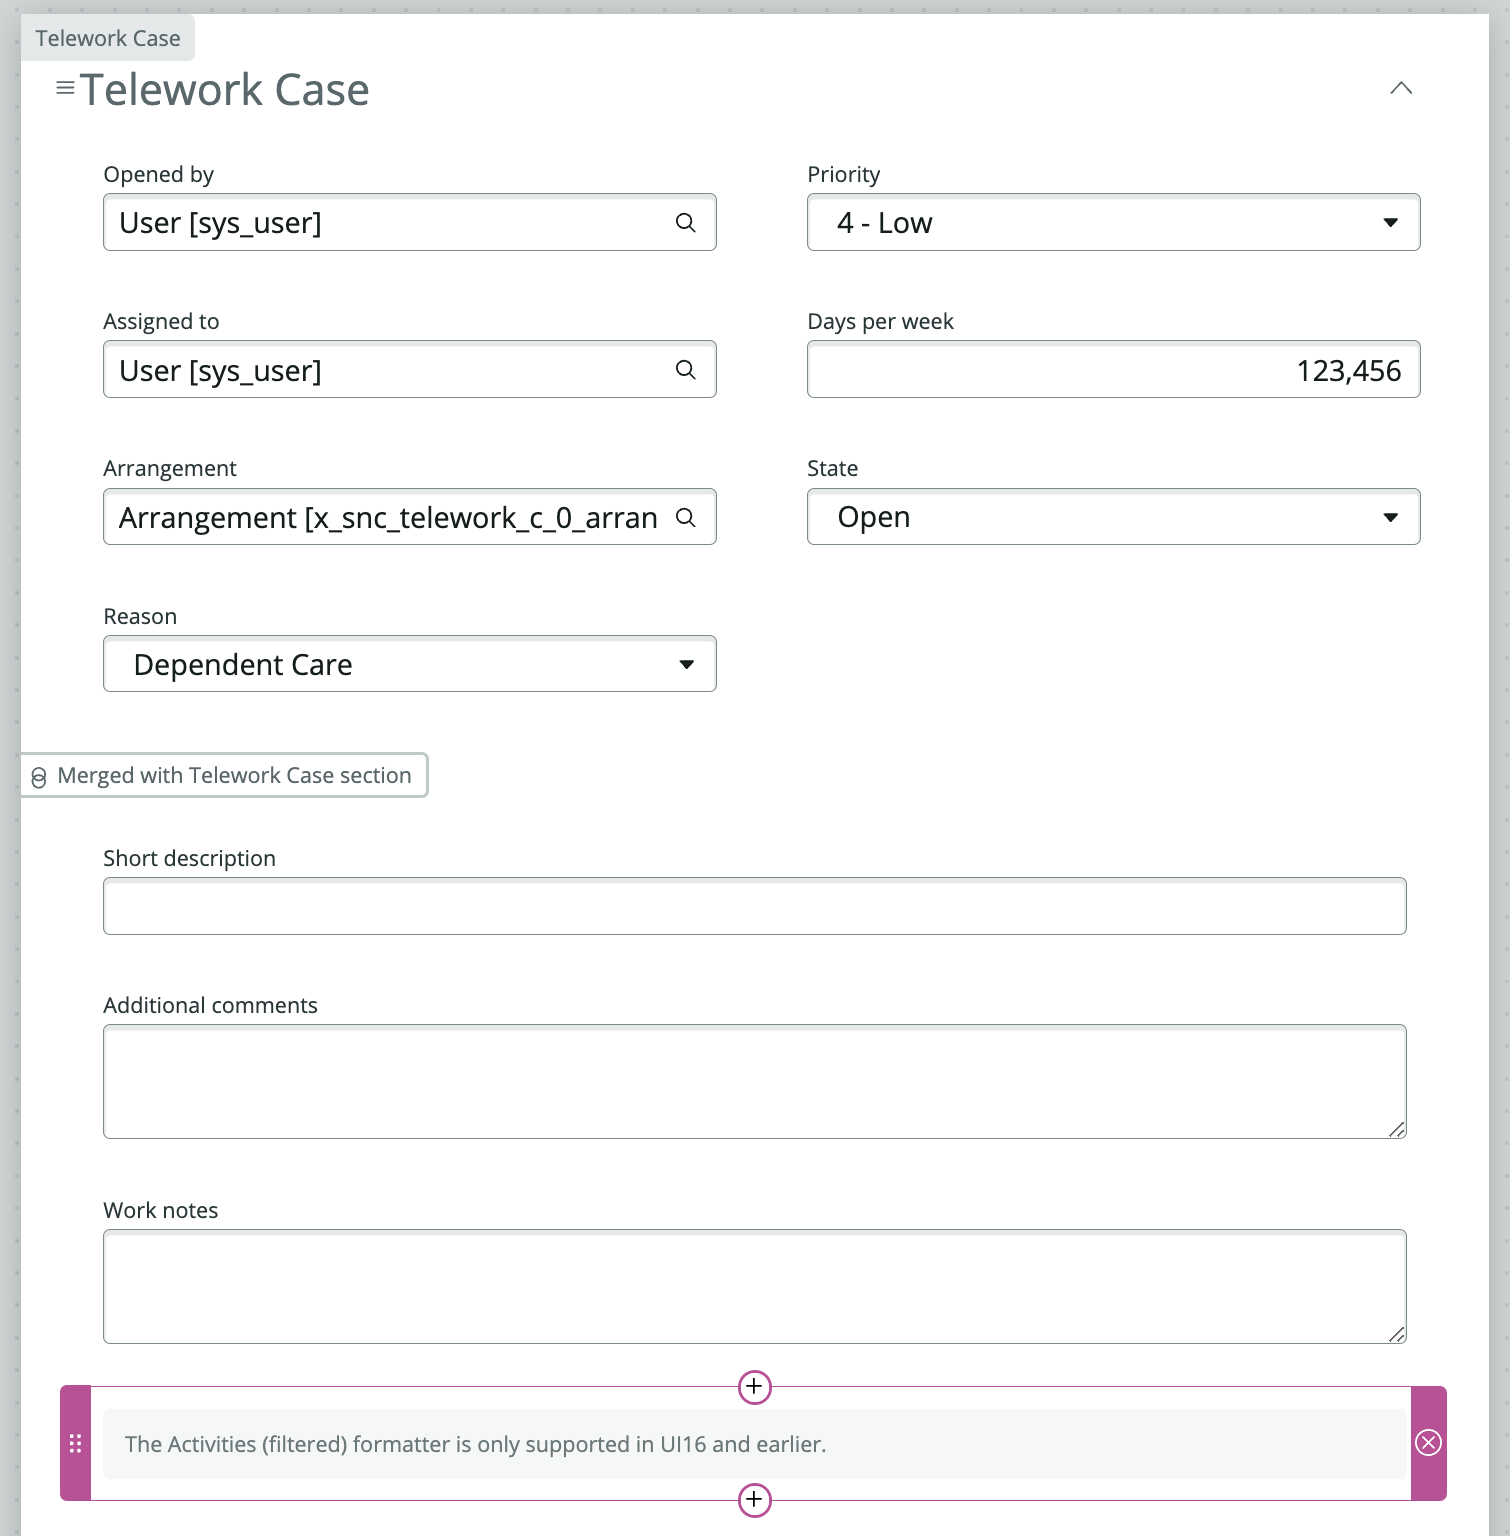 Telework Case
Telework Case
Opened by
User [sys_user]
Priority
4 - Low
Assigned to
User [sys_user]
Days per week
123,456
Arrangement
Arrangement [x_snc_telework_c_0_arran
State
Open
Reason
Dependent Care
Merged with Telework Case section
Short description
Additional comments
Work notes
The Activities (filtered) formatter is only supported in UI16 and earlier.